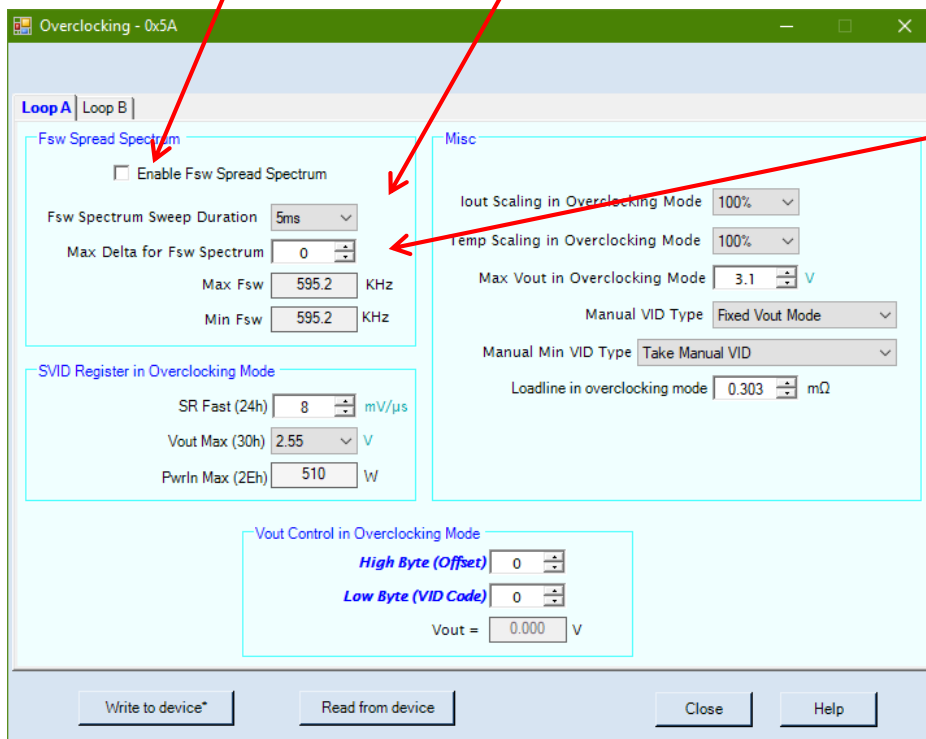 Overclocking - 0x5A
Loop A Loop B
Fsw Spread Spectrum
Enable Fsw Spread Spectrum
Fsw Spectrum Sweep Duration 5ms
Max Delta for Fsw Spectrum 0
Max Fsw 595.2 KHz
Min Fsw 595.2 KHz
SVID Register in Overclocking Mode
SR Fast (24h) 8 mV/µs
Vout Max (30h) 2.55 V
PwrIn Max (2Eh) 510 W
Misc
Iout Scaling in Overclocking Mode 100%
Temp Scaling in Overclocking Mode 100%
Max Vout in Overclocking Mode 3.1 V
Manual VID Type Fixed Vout Mode
Manual Min VID Type Take Manual VID
Loadline in overclocking mode 0.303 mΩ
Vout Control in Overclocking Mode
High Byte (Offset) 0
Low Byte (VID Code) 0
Vout = 0.000 V
Write to device* Read from device Close Help